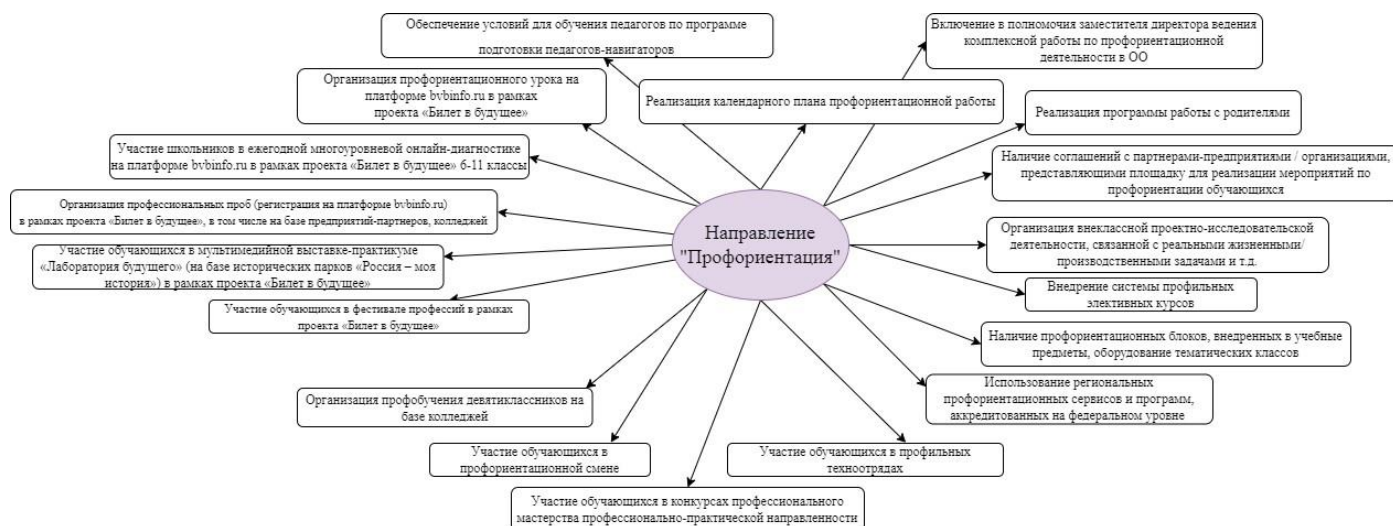 Обеспечение условий для обучения педагогов по программе
подготовки педагогов-навигаторов
Включение в полномочия заместителя директора ведения
комплексной работы по профориентационной
деятельности в ОО
Организация профориентационного урока на
платформе bvbinfo.ru в рамках
проекта «Билет в будущее»
Реализация календарного плана профориентационной работы
Реализация программы работы с родителями
Участие школьников в ежегодной многоуровневой онлайн-диагностике
на платформе bvbinfo.ru в рамках проекта «Билет в будущее» 6-11 классы
Наличие соглашений с партнерами-предприятиями / организациями,
представляющими площадку для реализации мероприятий по
профориентации обучающихся
Организация профессиональных проб (регистрация на платформе bvbinfo.ru)
в рамках проекта «Билет в будущее», в том числе на базе предприятий-партнеров, колледжей
Направление
"Профориентация"
Организация внеклассной проектно-исследовательской
деятельности, связанной с реальными жизненными/
производственными задачами и т.д.
Участие обучающихся в мультимедийной выставке-практикуме
«Лаборатория будущего» (на базе исторических парков «Россия – моя
история») в рамках проекта «Билет в будущее»
Внедрение системы профильных
элективных курсов
Участие обучающихся в фестивале профессий в рамках
проекта «Билет в будущее»
Наличие профориентационных блоков, внедренных в учебные
предметы, оборудование тематических классов
Организация профобучения девятиклассников на
базе колледжей
Использование региональных
профориентационных сервисов и программ,
аккредитованных на федеральном уровне
Участие обучающихся в
профориентационной смене
Участие обучающихся в профильных
техноотрядах
Участие обучающихся в конкурсах профессионального
мастерства профессионально-практической направленности